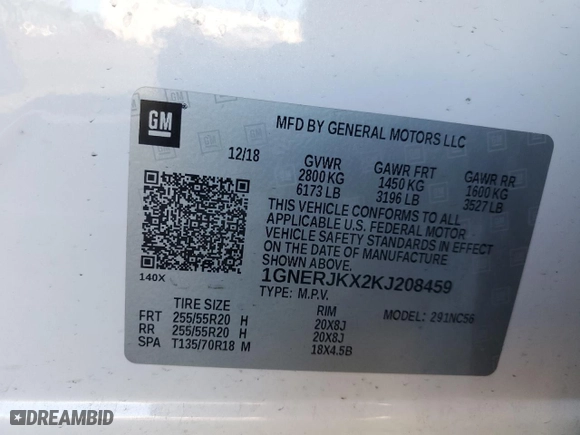 GM
MFD BY GENERAL MOTORS LLC
12/18 GVWR GAWR FRT GAWR RR
2800 KG 1450 KG 1600 KG
6173 LB 3196 LB 3527 LB
THIS VEHICLE CONFORMS TO ALL
APPLICABLE U.S. FEDERAL MOTOR
VEHICLE SAFETY STANDARDS IN EFFECT
ON THE DATE OF MANUFACTURE
SHOWN ABOVE.
140X
1GNERJKX2KJ208459
TYPE: M.P.V.
TIRE SIZE RIM MODEL: 291NC56
FRT 255/55R20 H 20X8J
RR 255/55R20 H 20X8J
SPA T135/70R18 M 18X4.5B
DREAMBID